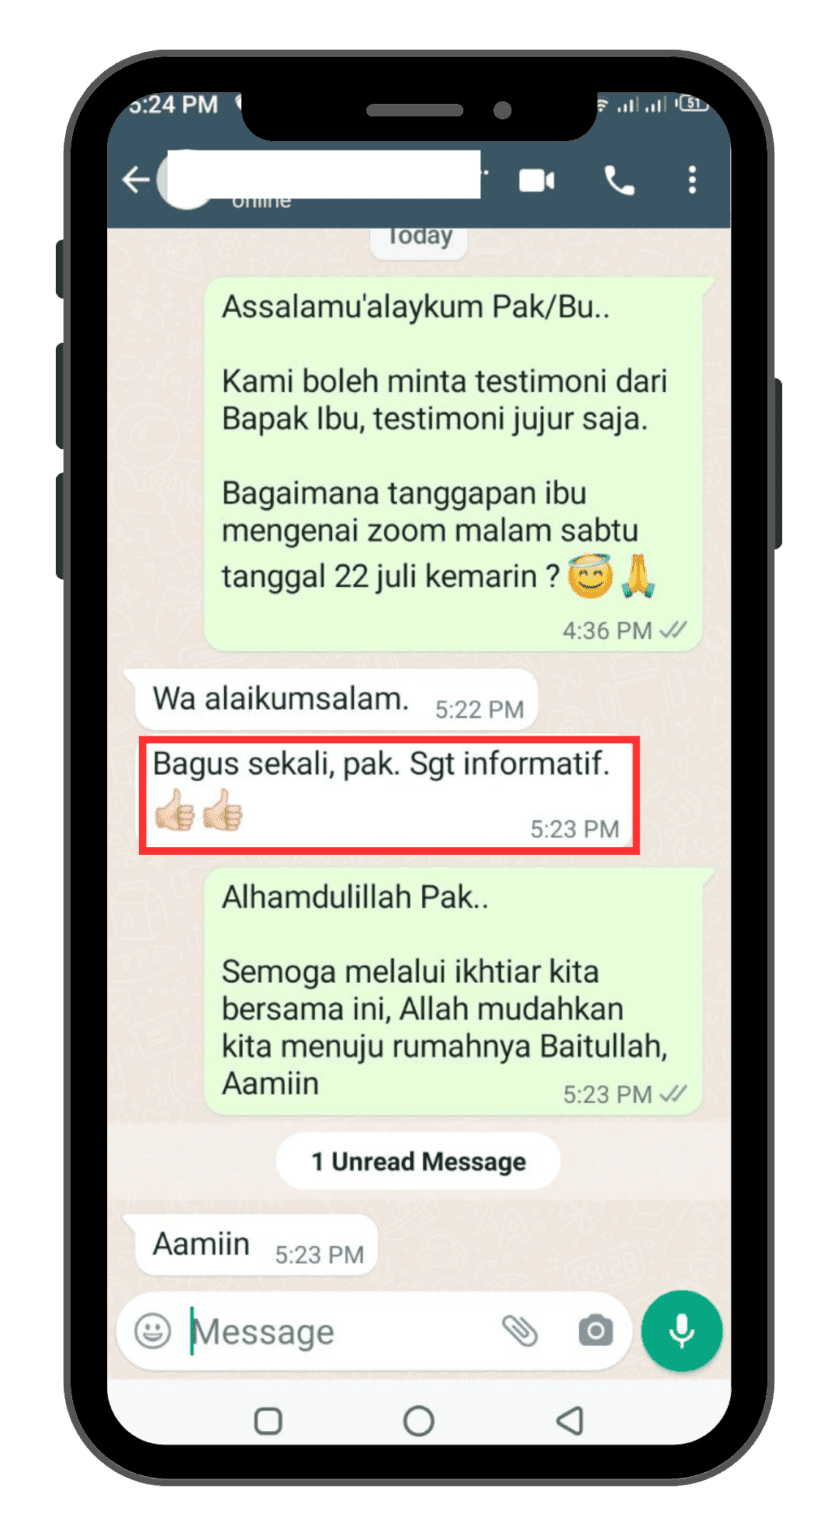 5:24 PM
51
online
Today
Assalamu'alaykum Pak/Bu..
Kami boleh minta testimoni dari
Bapak Ibu, testimoni jujur saja.
Bagaimana tanggapan ibu
mengenai zoom malam sabtu
tanggal 22 juli kemarin ? 😇🙏
4:36 PM
Wa alaikumsalam. 5:22 PM
Bagus sekali, pak. Sgt informatif.
👍🏻👍🏻 5:23 PM
Alhamdulillah Pak..
Semoga melalui ikhtiar kita
bersama ini, Allah mudahkan
kita menuju rumahnya Baitullah,
Aamiin 5:23 PM
1 Unread Message
Aamiin 5:23 PM
Message